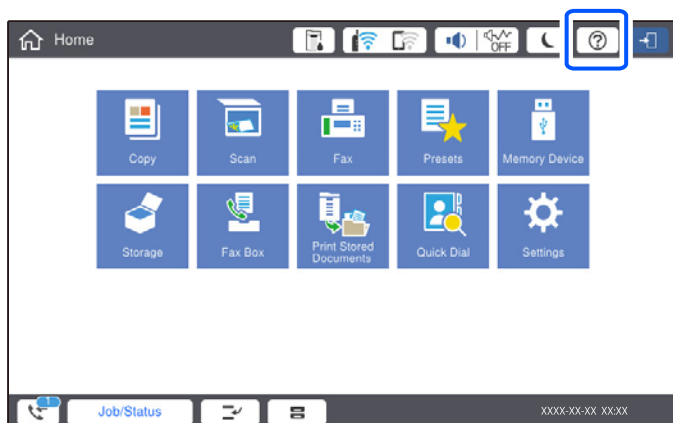 Home
OFF
?
Copy
Scan
Fax
Presets
Memory Device
Storage
Fax Box
Print Stored
Documents
Quick Dial
Settings
1
Job/Status
XXXX-XX-XX XX:XX